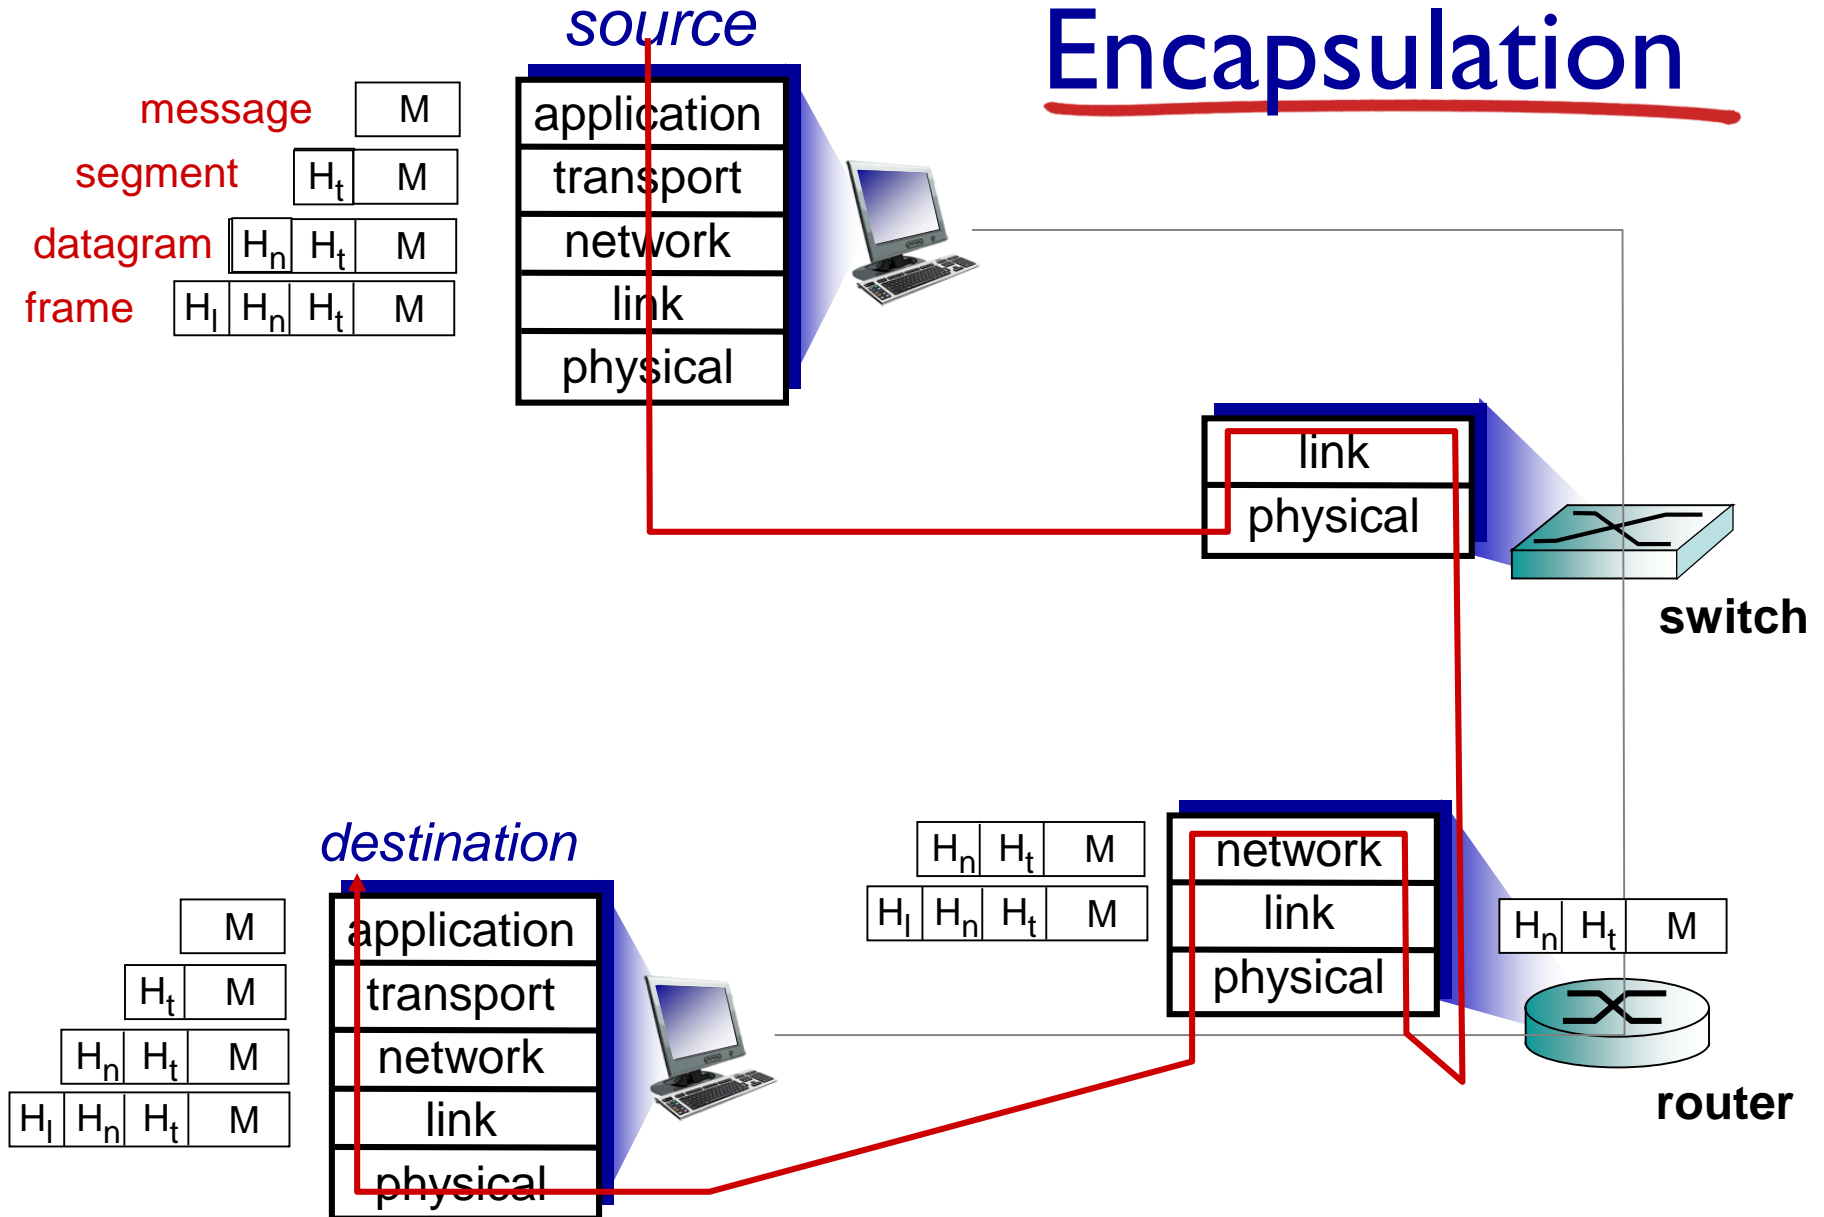 source
Encapsulation
message M application
segment Ht M transport
datagram Hn Ht M network
frame Hl Hn Ht M link
physical
link
physical
switch
destination
Hn Ht M network
Hl Hn Ht M link
physical
Hn Ht M
router
M application
Ht M transport
Hn Ht M network
Hl Hn Ht M link
physical